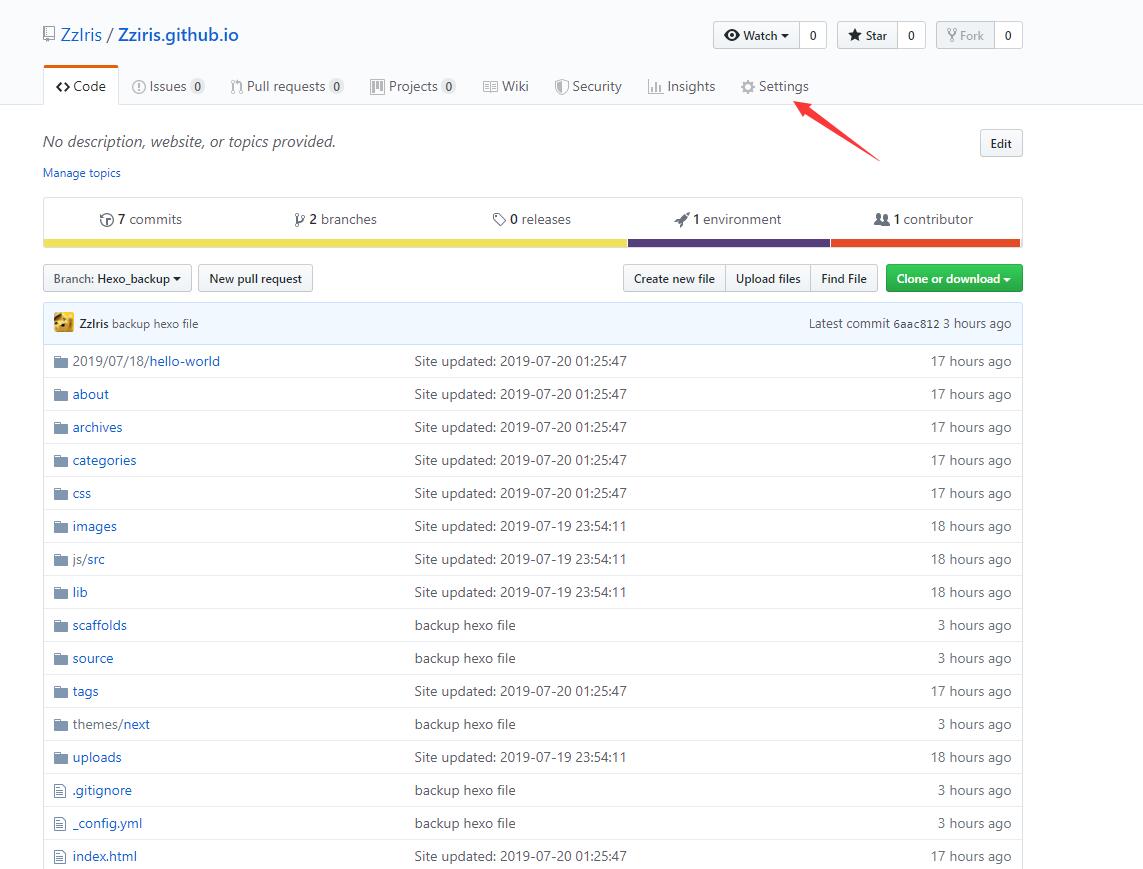 ZzIris / Zziris.github.io
Watch 0 Star 0 Fork 0
Code Issues 0 Pull requests 0 Projects 0 Wiki Security Insights Settings
No description, website, or topics provided.
Edit
Manage topics
7 commits 2 branches 0 releases 1 environment 1 contributor
Branch: Hexo_backup New pull request Create new file Upload files Find File Clone or download
ZzIris backup hexo file Latest commit 6aac812 3 hours ago
2019/07/18/hello-world Site updated: 2019-07-20 01:25:47 17 hours ago
about Site updated: 2019-07-20 01:25:47 17 hours ago
archives Site updated: 2019-07-20 01:25:47 17 hours ago
categories Site updated: 2019-07-20 01:25:47 17 hours ago
css Site updated: 2019-07-20 01:25:47 17 hours ago
images Site updated: 2019-07-19 23:54:11 18 hours ago
js/src Site updated: 2019-07-19 23:54:11 18 hours ago
lib Site updated: 2019-07-19 23:54:11 18 hours ago
scaffolds backup hexo file 3 hours ago
source backup hexo file 3 hours ago
tags Site updated: 2019-07-20 01:25:47 17 hours ago
themes/next backup hexo file 3 hours ago
uploads Site updated: 2019-07-19 23:54:11 18 hours ago
.gitignore backup hexo file 3 hours ago
_config.yml backup hexo file 3 hours ago
index.html Site updated: 2019-07-20 01:25:47 17 hours ago